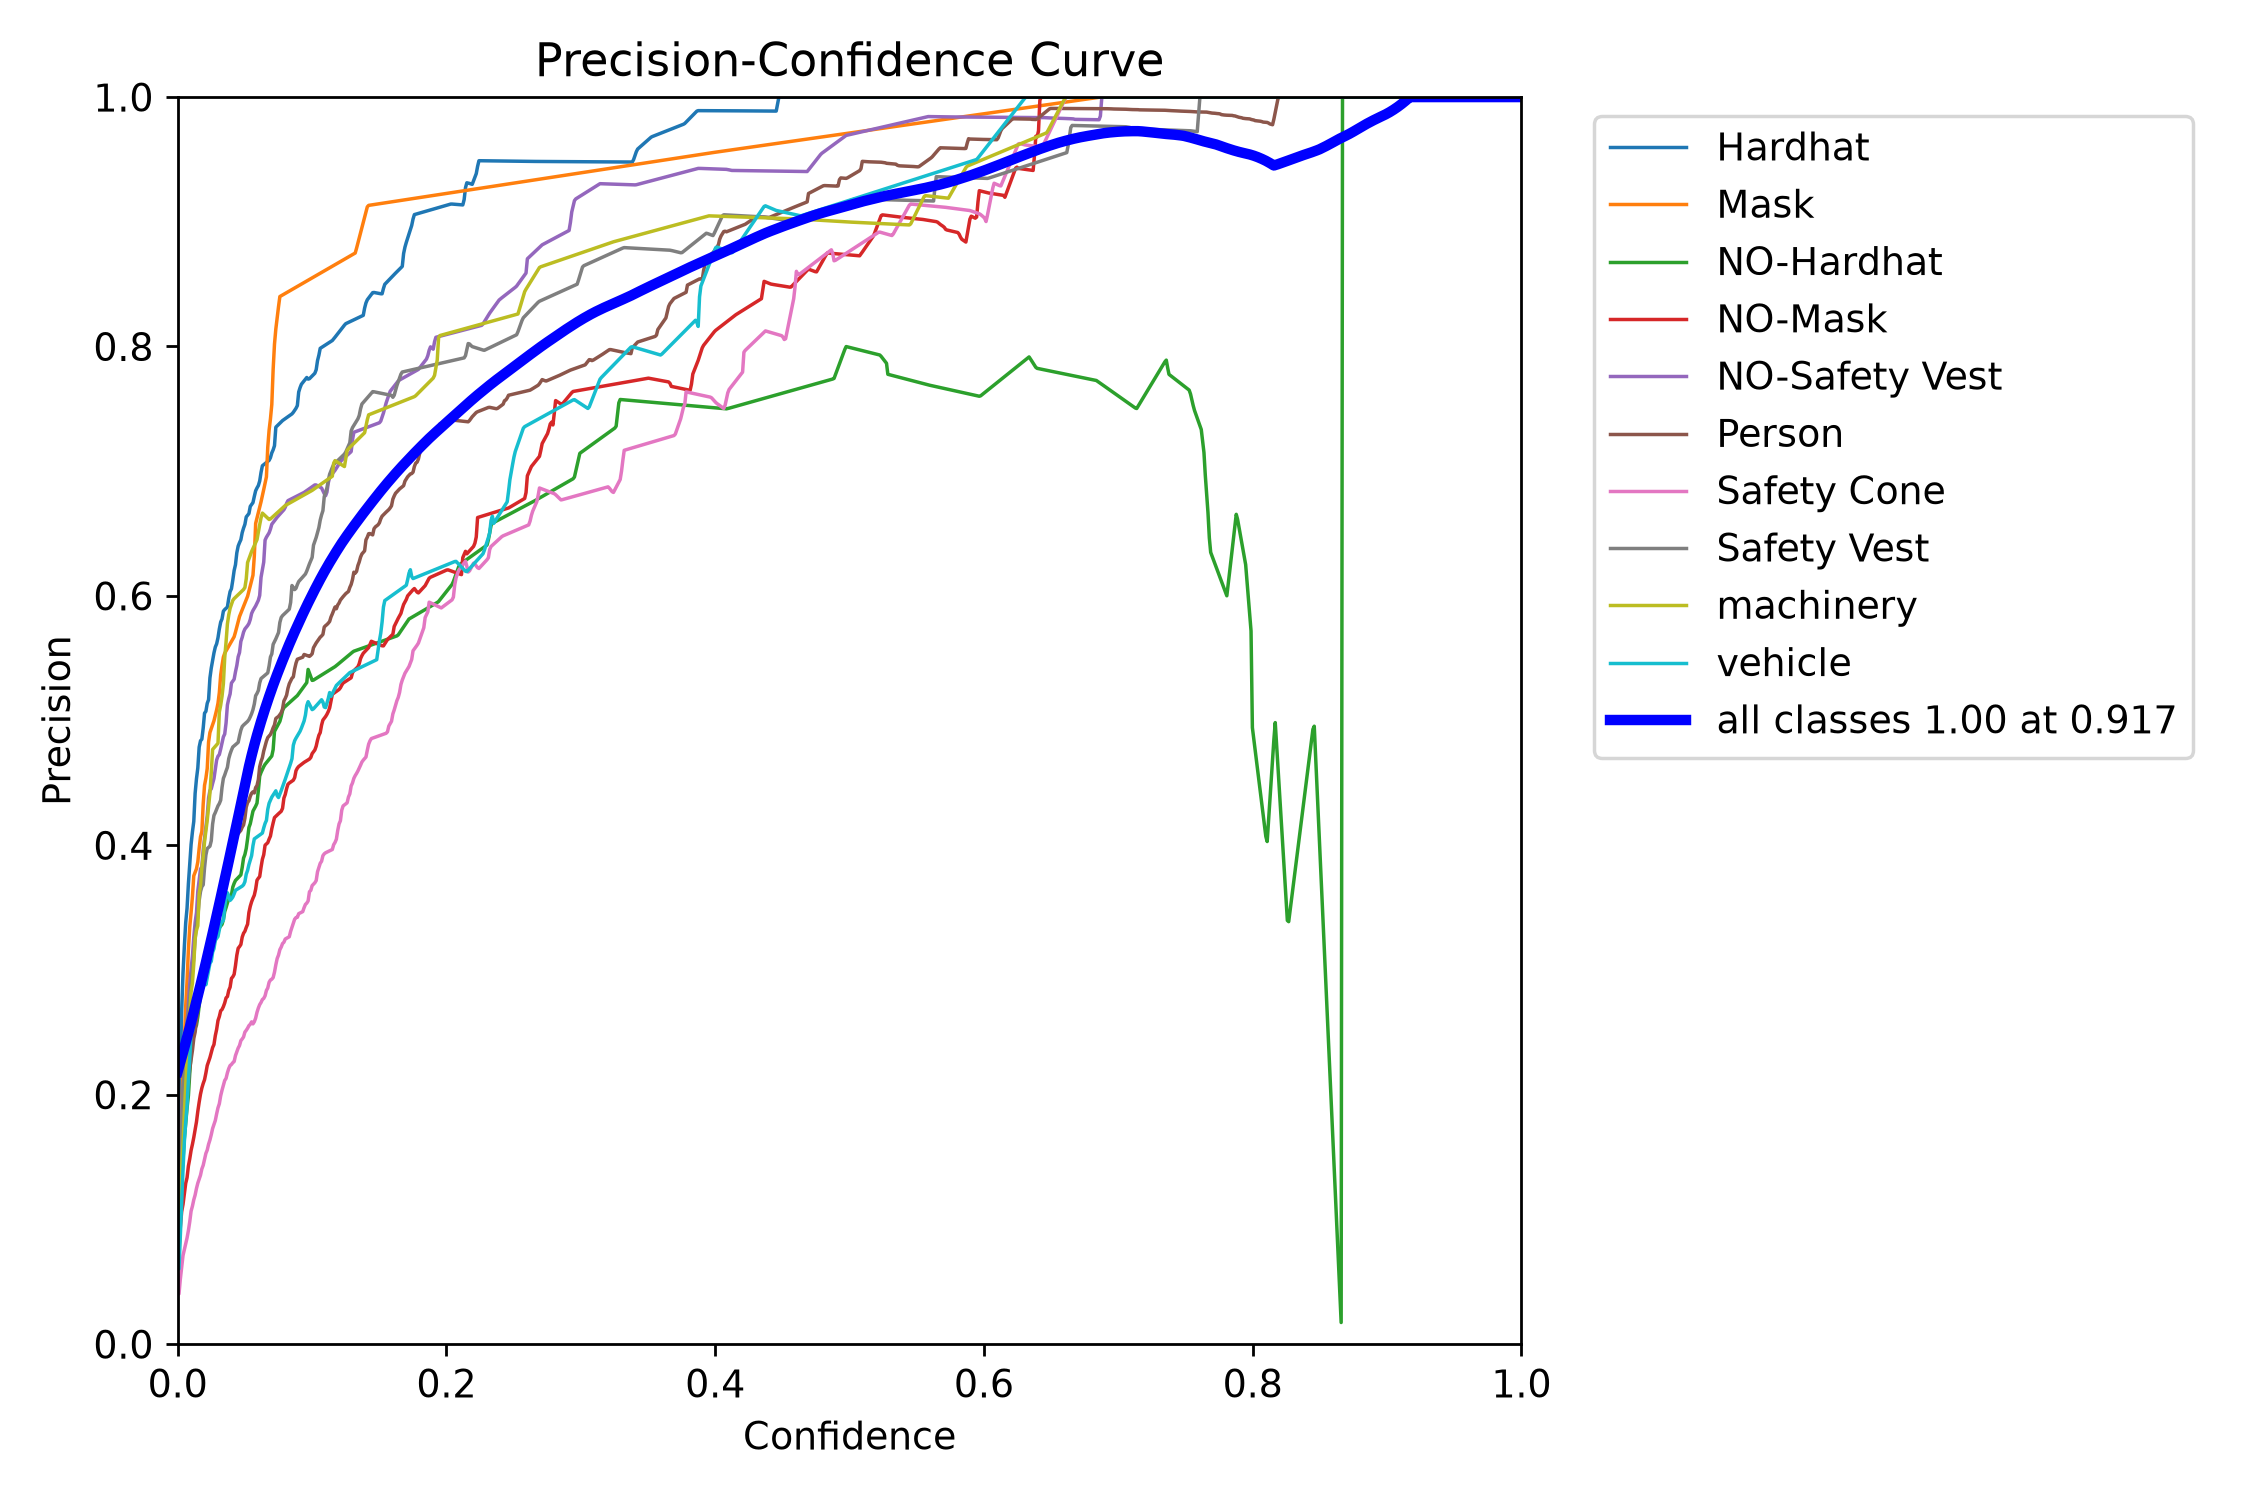 Precision-Confidence Curve
1.0
0.8
0.6
0.4
0.2
0.0
Precision
0.0 0.2 0.4 0.6 0.8 1.0
Confidence
Hardhat
Mask
NO-Hardhat
NO-Mask
NO-Safety Vest
Person
Safety Cone
Safety Vest
machinery
vehicle
all classes 1.00 at 0.917